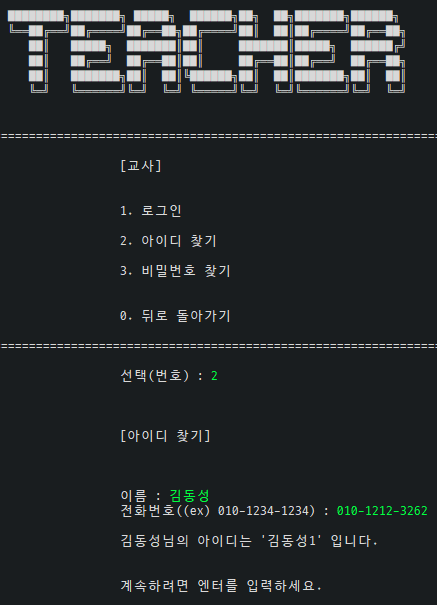 TEACHER
[교사]
1. 로그인
2. 아이디 찾기
3. 비밀번호 찾기
0. 뒤로 돌아가기
선택(번호) : 2
[아이디 찾기]
이름 : 김동성
전화번호((ex) 010-1234-1234) : 010-1212-3262
김동성님의 아이디는 '김동성1' 입니다.
계속하려면 엔터를 입력하세요.